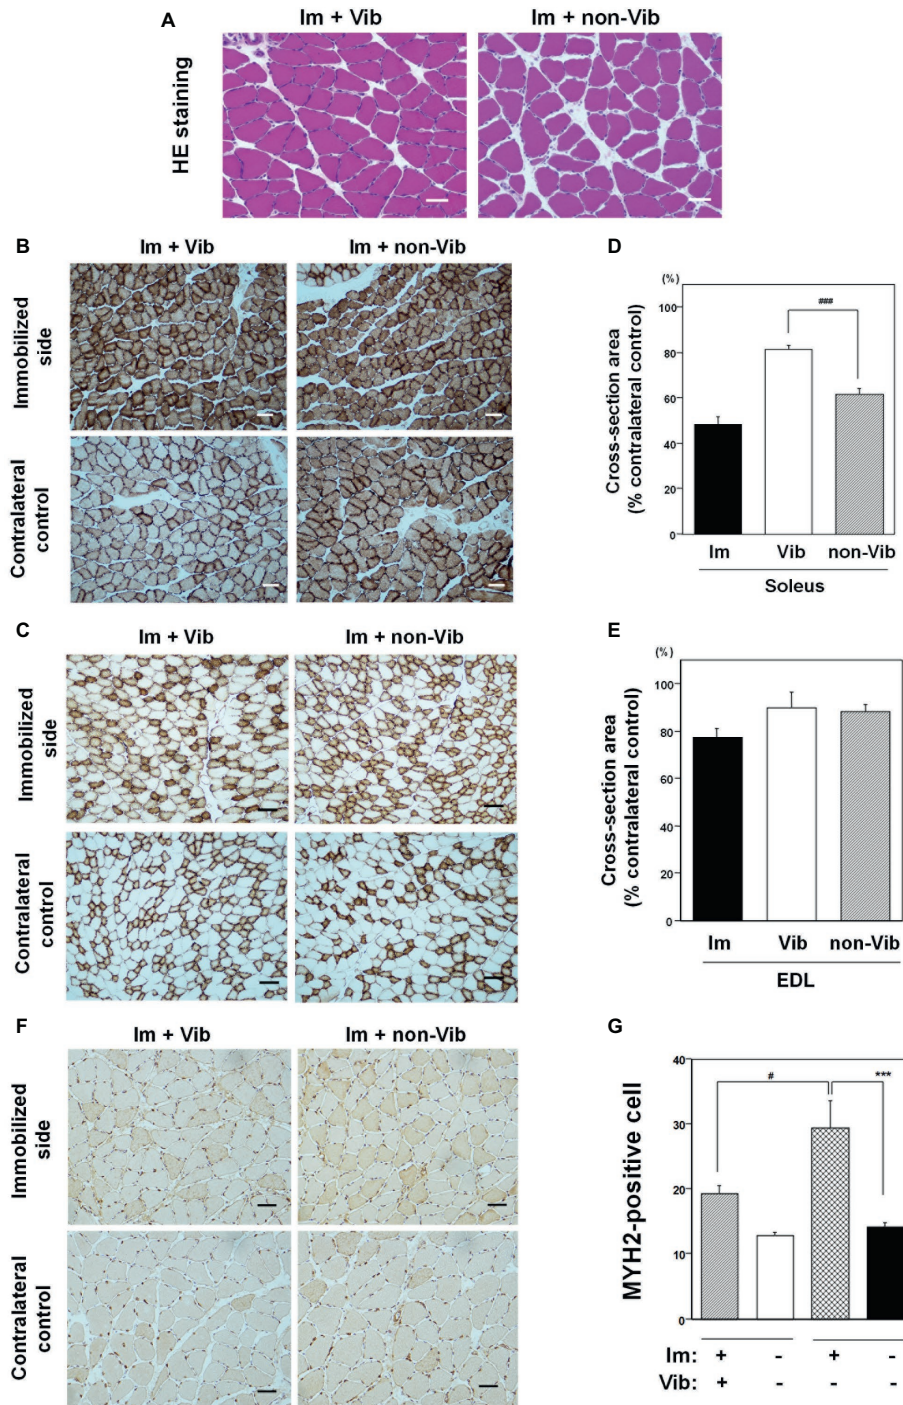 A
Im + Vib
Im + non-Vib
HE staining
B
Im + Vib
Im + non-Vib
Immobilized
side
Contralateral
control
C
Im + Vib
Im + non-Vib
Immobilized
side
Contralateral
control
D
(%)
100
80
60
40
20
0
###
Cross-section area
(% contralateral control)
Im
Vib
non-Vib
Soleus
E
(%)
100
80
60
40
20
0
Cross-section area
(% contralateral control)
Im
Vib
non-Vib
EDL
F
Im + Vib
Im + non-Vib
Immobilized
side
Contralateral
control
G
40
30
20
10
0
#
***
MYH2-positive cell
Im: + - + -
Vib: + - - -